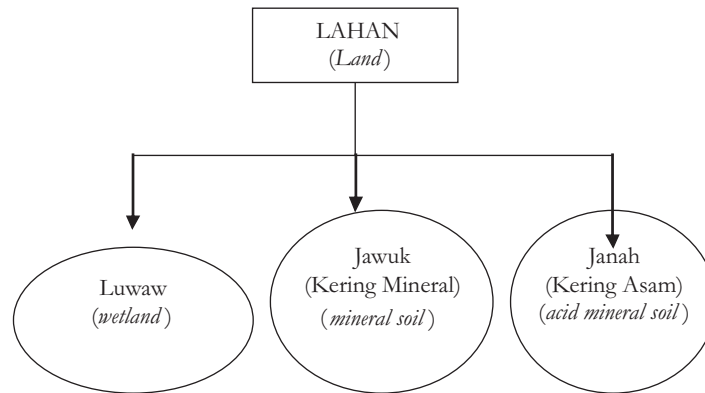 LAHAN
(Land)
Luwaw
(wetland)
Jawuk
(Kering Mineral)
(mineral soil)
Janah
(Kering Asam)
(acid mineral soil)